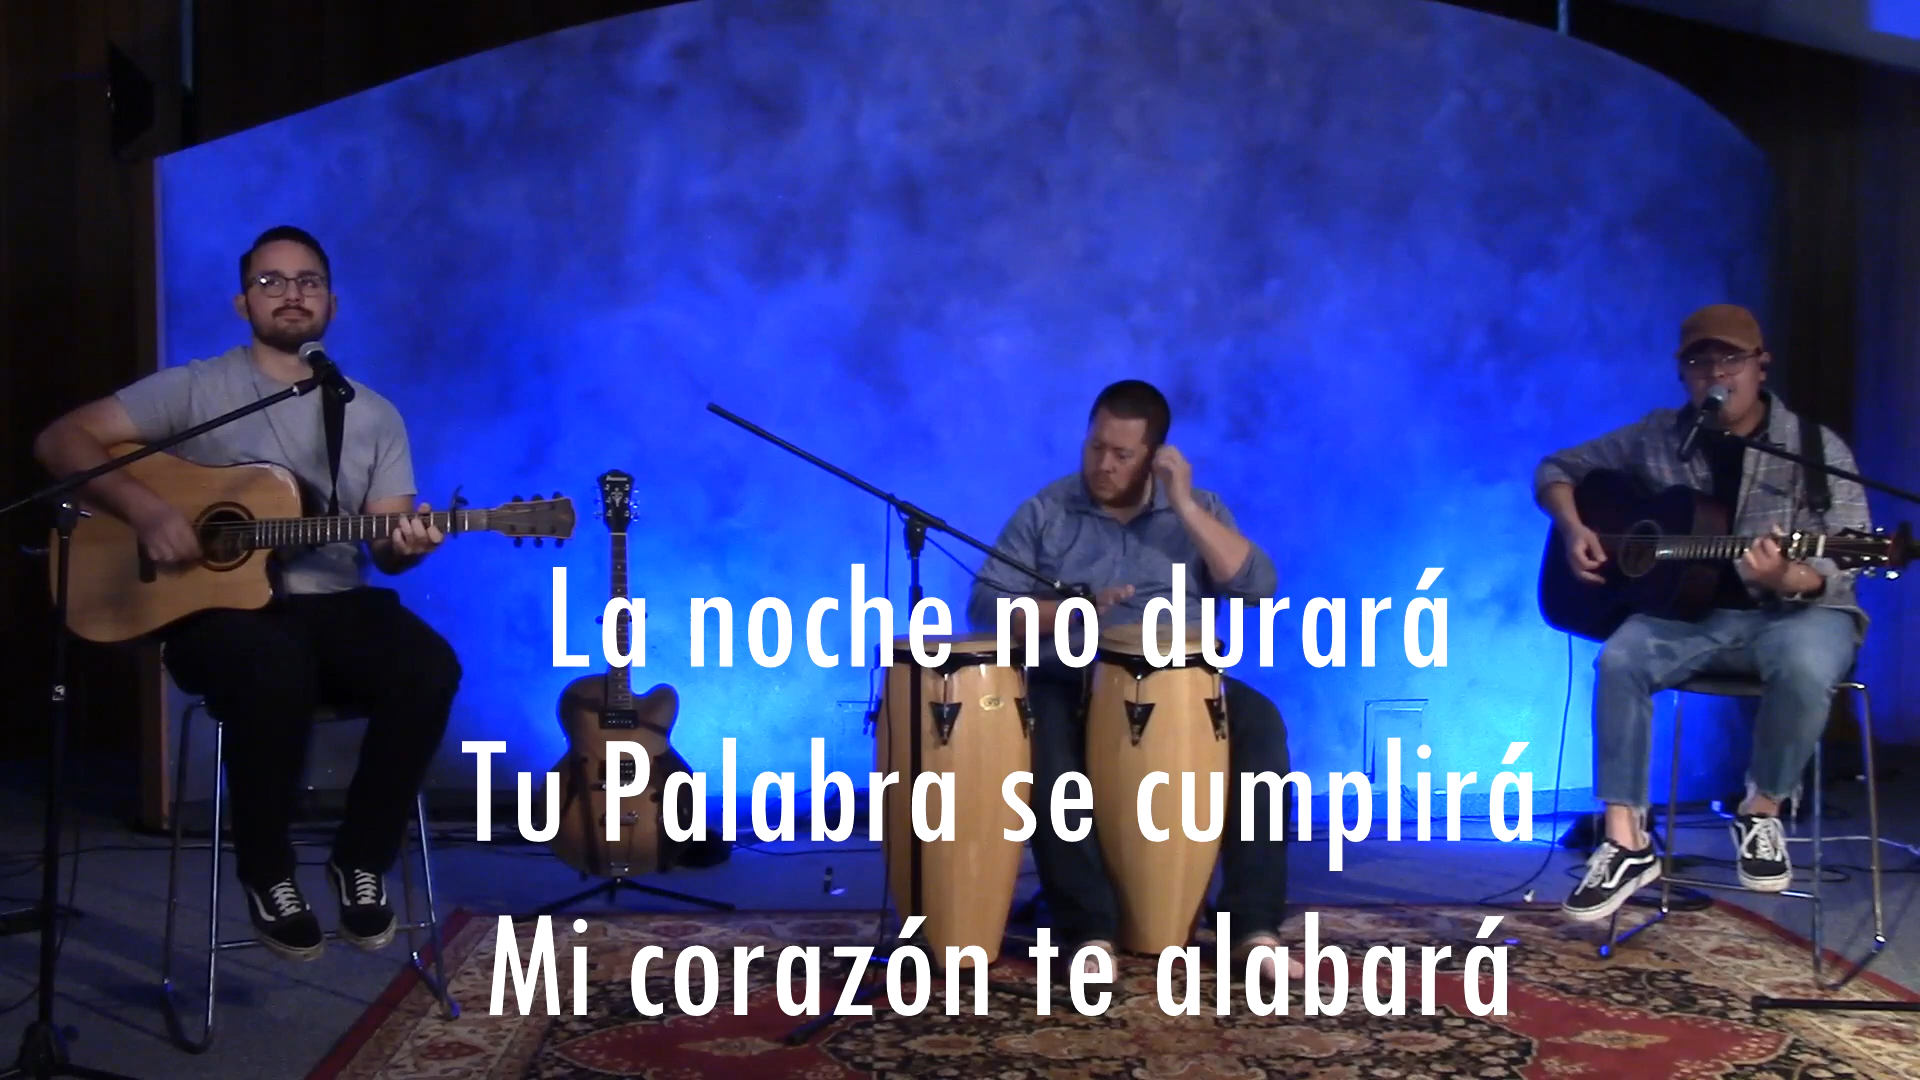 La noche no durará
Tu Palabra se cumplirá
Mi corazón te alabará